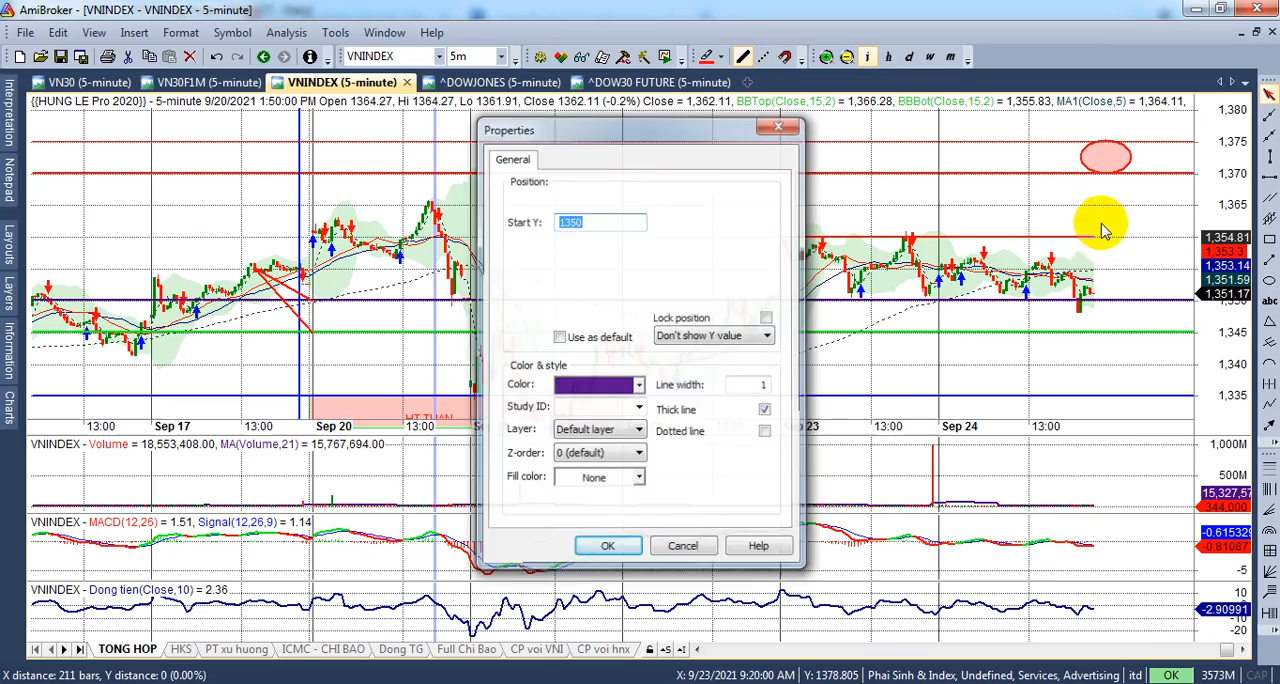 AmiBroker - [VNINDEX - VNINDEX - 5-minute]
File Edit View Insert Format Symbol Analysis Tools Window Help
VNINDEX 5m i h d w m
VN30 (5-minute) VN30F1M (5-minute) VNINDEX (5-minute) ^DOWJONES (5-minute) ^DOW30 FUTURE (5-minute)
{{HUNG LE Pro 2020}} - 5-minute 9/20/2021 1:50:00 PM Open 1364.27, Hi 1364.27, Lo 1361.91, Close 1362.11 (-0.2%) Close = 1,362.11, BBTop(Close,15,2) = 1,366.28, BBBot(Close,15,2) = 1,355.83, MA1(Close,5) = 1,364.11,
Interpretation
Notepad
Layouts
Layers
Information
Charts
1,380
1,375
1,370
1,365
1,354.81
1,353.3
1,353.14
1,351.59
1,351.17
1,345
1,340
1,335
Properties
General
Position:
Start Y: 1350
Lock position
Use as default Don't show Y value
Color & style
Color: Line width: 1
Study ID: Thick line
Layer: Default layer Dotted line
Z-order: 0 (default)
Fill color: None
OK Cancel Help
abc
13:00 Sep 17 13:00 Sep 20 13:00 23 13:00 Sep 24 13:00
VNINDEX - Volume = 18,553,408.00, MA(Volume,21) = 15,767,694.00
1,000M
500M
344,000
VNINDEX - MACD(12,26) = 1.51, Signal(12,26,9) = 1.14
-0.615329
-0.81087
-5
VNINDEX - Dong tien(Close,10) = 2.36
10
-2.90991
-10
-20
TONG HOP HKS PT xu huong ICMC - CHI BAO Dong TG Full Chi Bao CP voi VNI CP voi hnx
X distance: 211 bars, Y distance: 0 (0.00%) X: 9/23/2021 9:20:00 AM Y: 1378.805 Phai Sinh & Index, Undefined, Services, Advertising itd OK 3573M CAP